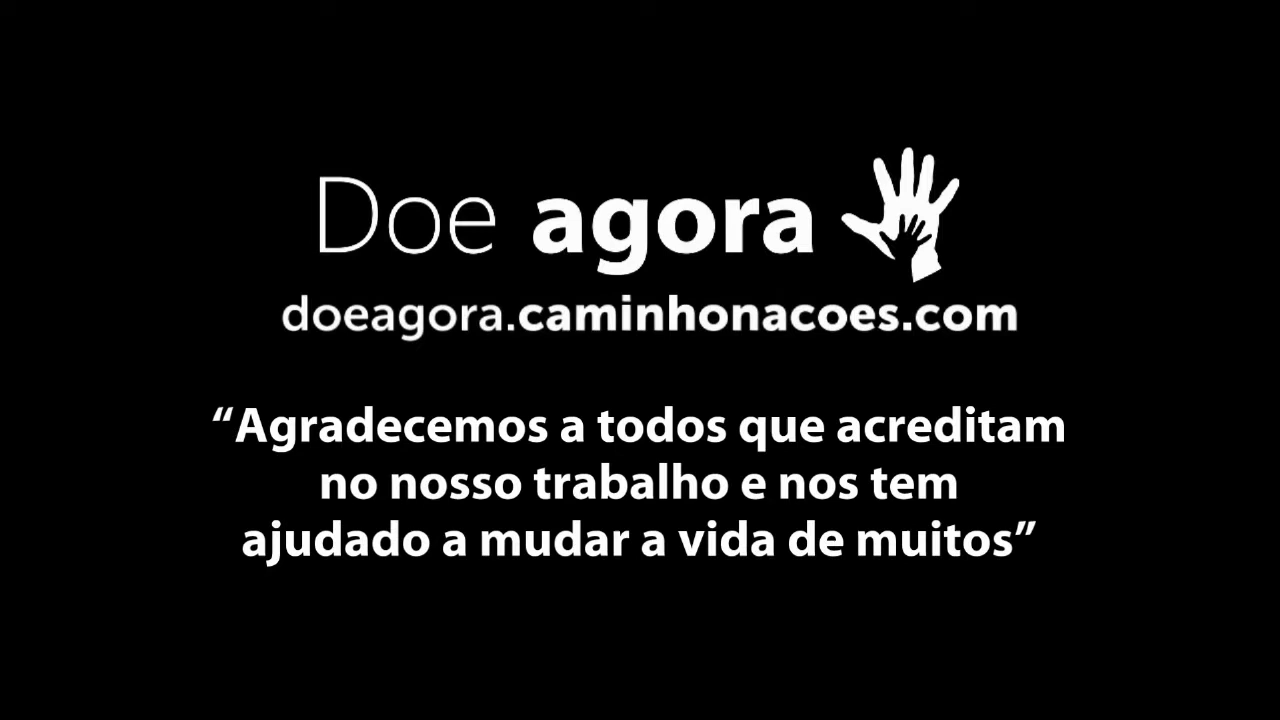 Doe agora
doeagora.caminhonacoes.com
“Agradecemos a todos que acreditam
no nosso trabalho e nos tem
ajudado a mudar a vida de muitos”